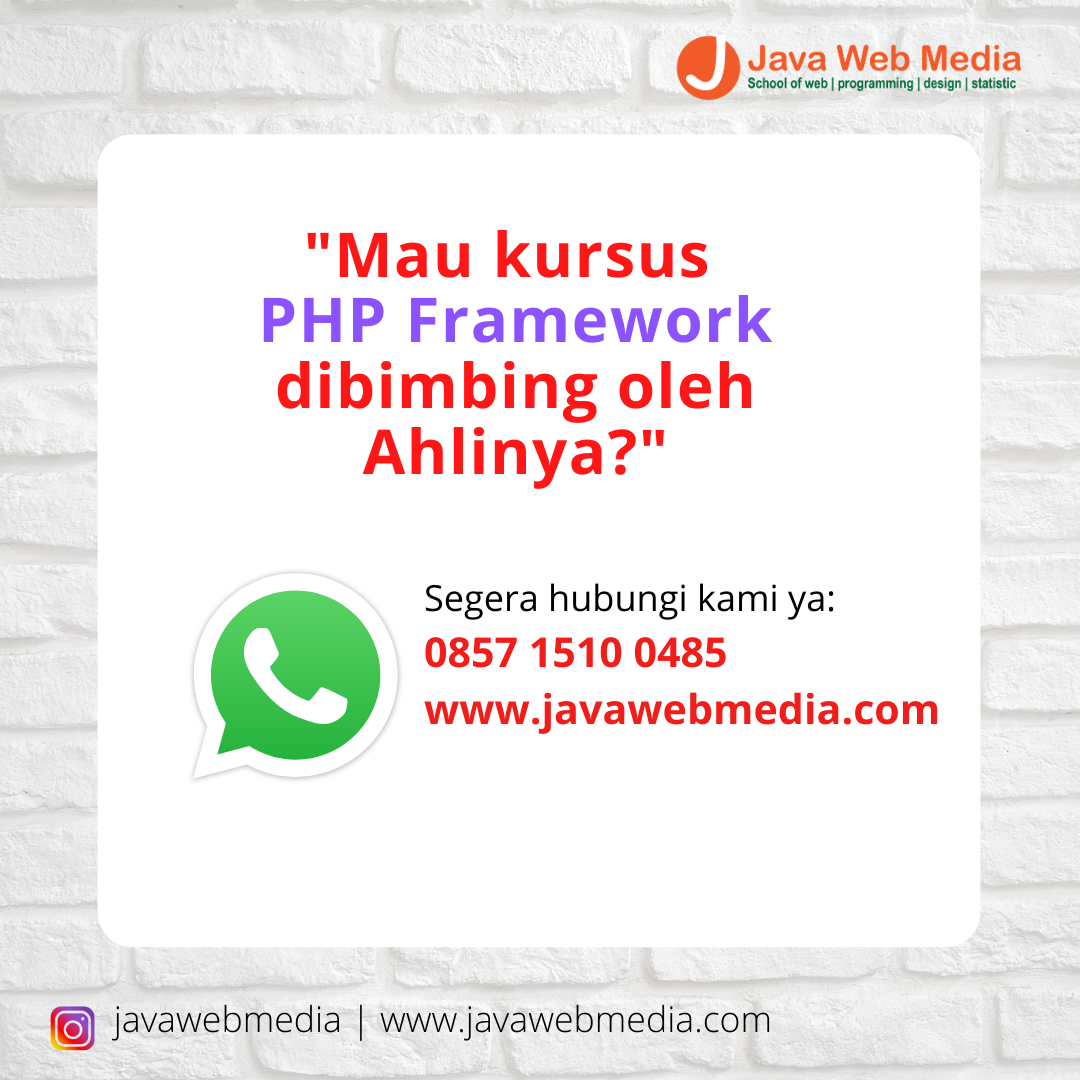 Java Web Media
School of web | programming | design | statistic
"Mau kursus
PHP Framework
dibimbing oleh
Ahlinya?"
Segera hubungi kami ya:
0857 1510 0485
www.javawebmedia.com
javawebmedia | www.javawebmedia.com